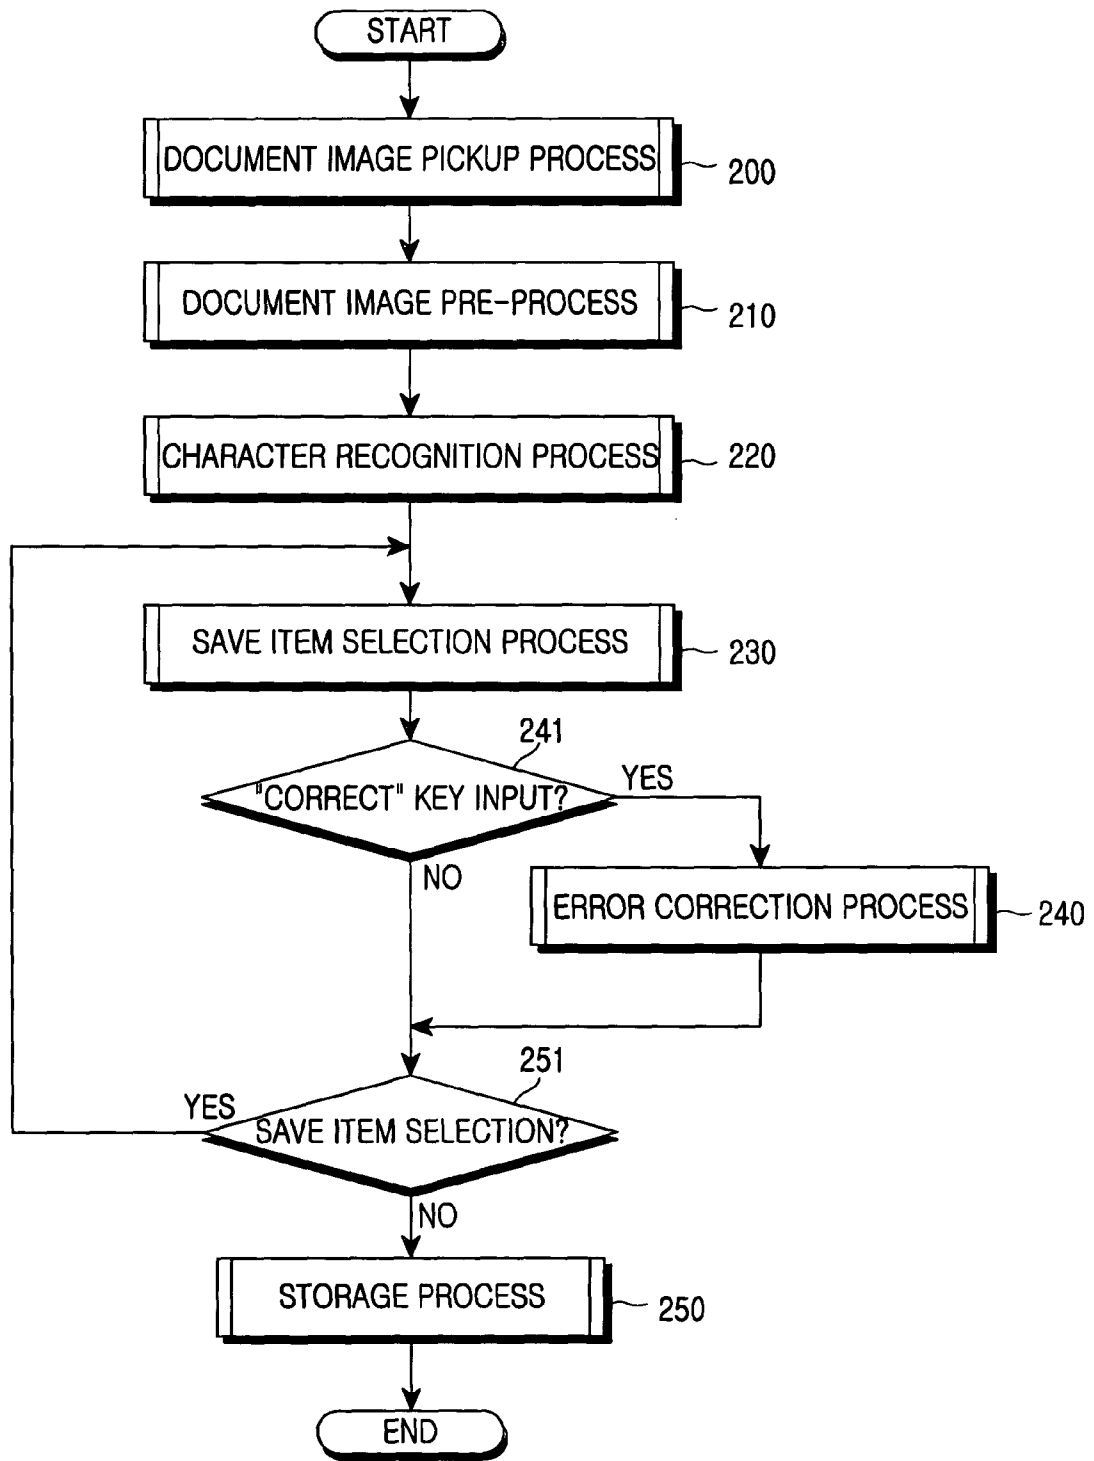 START
DOCUMENT IMAGE PICKUP PROCESS
200
DOCUMENT IMAGE PRE-PROCESS
210
CHARACTER RECOGNITION PROCESS
220
SAVE ITEM SELECTION PROCESS
230
241
"CORRECT" KEY INPUT?
YES
NO
ERROR CORRECTION PROCESS
240
251
YES
SAVE ITEM SELECTION?
NO
STORAGE PROCESS
250
END